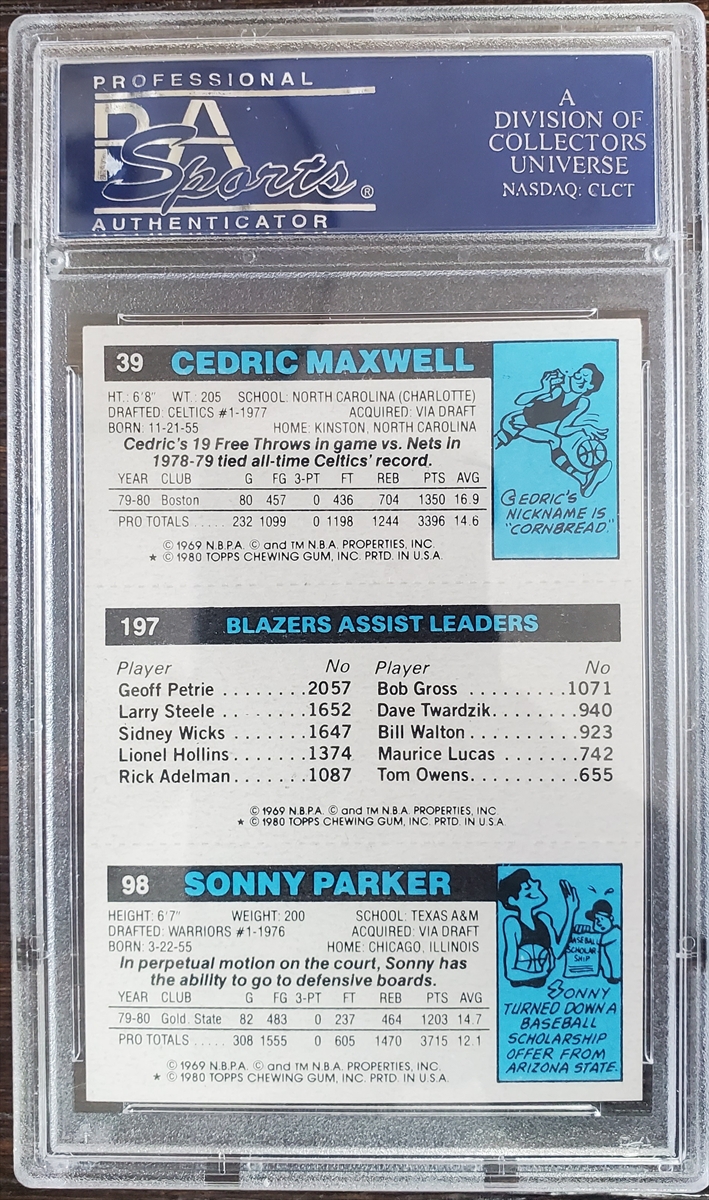 PROFESSIONAL
PSA
Sports®
AUTHENTICATOR
A
DIVISION OF
COLLECTORS
UNIVERSE
NASDAQ: CLCT
39 CEDRIC MAXWELL
HT.: 6'8" WT.: 205 SCHOOL: NORTH CAROLINA (CHARLOTTE)
DRAFTED: CELTICS #1-1977 ACQUIRED: VIA DRAFT
BORN: 11-21-55 HOME: KINSTON, NORTH CAROLINA
Cedric's 19 Free Throws in game vs. Nets in
1978-79 tied all-time Celtics' record.
YEAR CLUB G FG 3-PT FT REB PTS AVG
79-80 Boston 80 457 0 436 704 1350 16.9
PRO TOTALS ..... 232 1099 0 1198 1244 3396 14.6
© 1969 N.B.P.A. © and TM N.B.A. PROPERTIES, INC.
★ © 1980 TOPPS CHEWING GUM, INC. PRTD. IN U.S.A.
CEDRIC'S
NICKNAME IS
"CORNBREAD."
197 BLAZERS ASSIST LEADERS
Player No Player No
Geoff Petrie ........2057 Bob Gross ..........1071
Larry Steele ........1652 Dave Twardzik........940
Sidney Wicks .......1647 Bill Walton ..........923
Lionel Hollins .......1374 Maurice Lucas .......742
Rick Adelman .......1087 Tom Owens..........655
© 1969 N.B.P.A. © and TM N.B.A. PROPERTIES, INC.
★ © 1980 TOPPS CHEWING GUM, INC. PRTD. IN U.S.A.
98 SONNY PARKER
HEIGHT: 6'7" WEIGHT: 200 SCHOOL: TEXAS A&M
DRAFTED: WARRIORS #1-1976 ACQUIRED: VIA DRAFT
BORN: 3-22-55 HOME: CHICAGO, ILLINOIS
In perpetual motion on the court, Sonny has
the ability to go to defensive boards.
YEAR CLUB G FG 3-PT FT REB PTS AVG
79-80 Gold. State 82 483 0 237 464 1203 14.7
PRO TOTALS ..... 308 1555 0 605 1470 3715 12.1
© 1969 N.B.P.A. © and TM N.B.A. PROPERTIES, INC.
★ © 1980 TOPPS CHEWING GUM, INC. PRTD. IN U.S.A.
BASEBALL
SCHOLAR-
SHIP
SONNY
TURNED DOWN A
BASEBALL
SCHOLARSHIP
OFFER FROM
ARIZONA STATE.
PSA